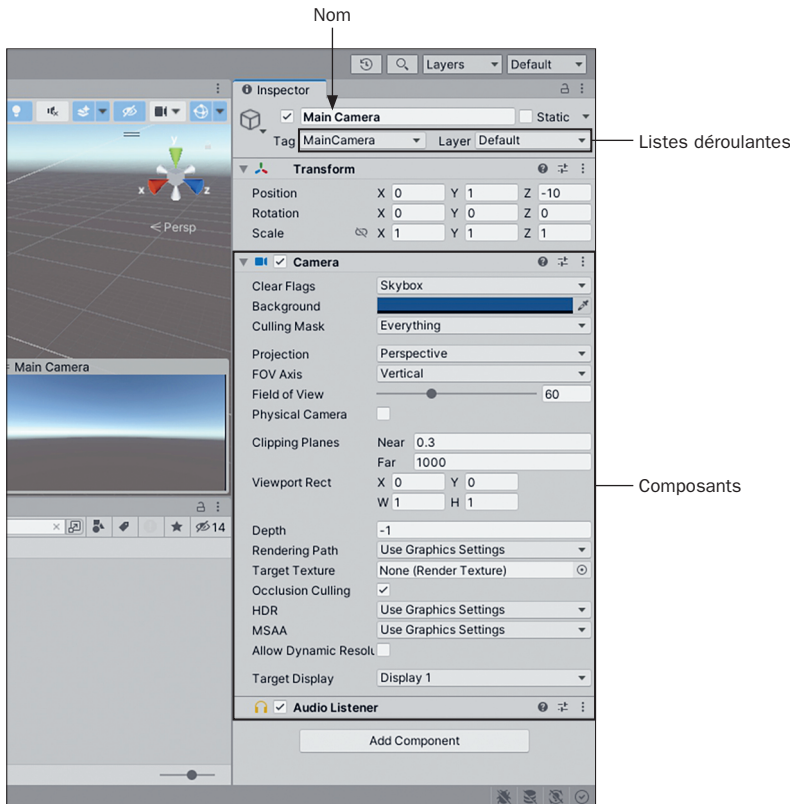 Nom
Layers Default
Inspector
Main Camera Static
Tag MainCamera Layer Default
Listes déroulantes
Transform
Position X 0 Y 1 Z -10
Rotation X 0 Y 0 Z 0
Scale X 1 Y 1 Z 1
y
x z
< Persp
Camera
Clear Flags Skybox
Background
Culling Mask Everything
Projection Perspective
FOV Axis Vertical
Field of View 60
Physical Camera
Main Camera
Clipping Planes Near 0.3
Far 1000
Viewport Rect X 0 Y 0
W 1 H 1
Composants
14
Depth -1
Rendering Path Use Graphics Settings
Target Texture None (Render Texture)
Occlusion Culling
HDR Use Graphics Settings
MSAA Use Graphics Settings
Allow Dynamic Resolu
Target Display Display 1
Audio Listener
Add Component